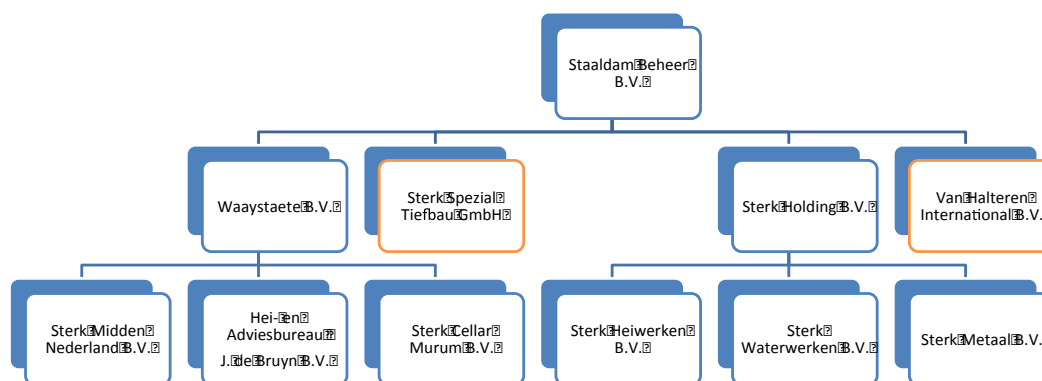 Staaldam Beheer
B.V.
Waaystaete B.V.
Sterk Spezial
Tiefbau GmbH
Sterk Holding B.V.
Van Halteren
International B.V.
Sterk Midden
Nederland B.V.
Hei- en
Adviesbureau
J. de Bruyn B.V.
Sterk Cellar
Murum B.V.
Sterk Heiwerken
B.V.
Sterk
Waterwerken B.V.
Sterk Metaal B.V.